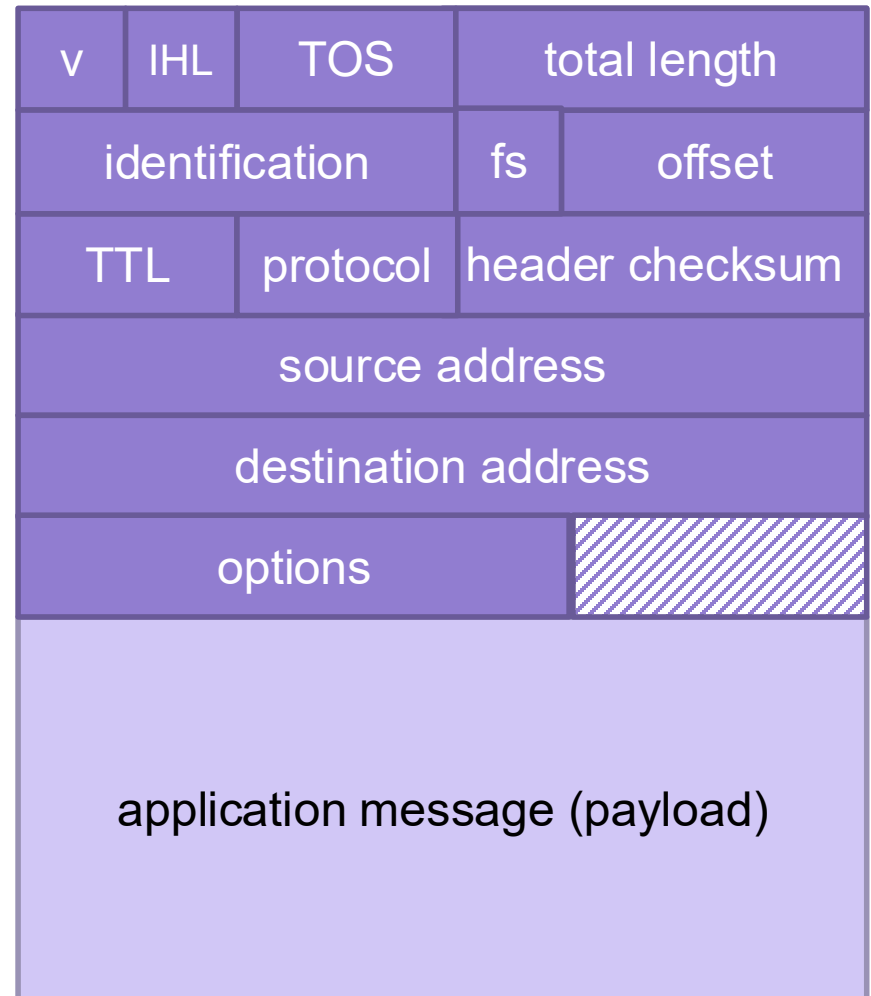 v IHL TOS total length
identification fs offset
TTL protocol header checksum
source address
destination address
options
application message (payload)